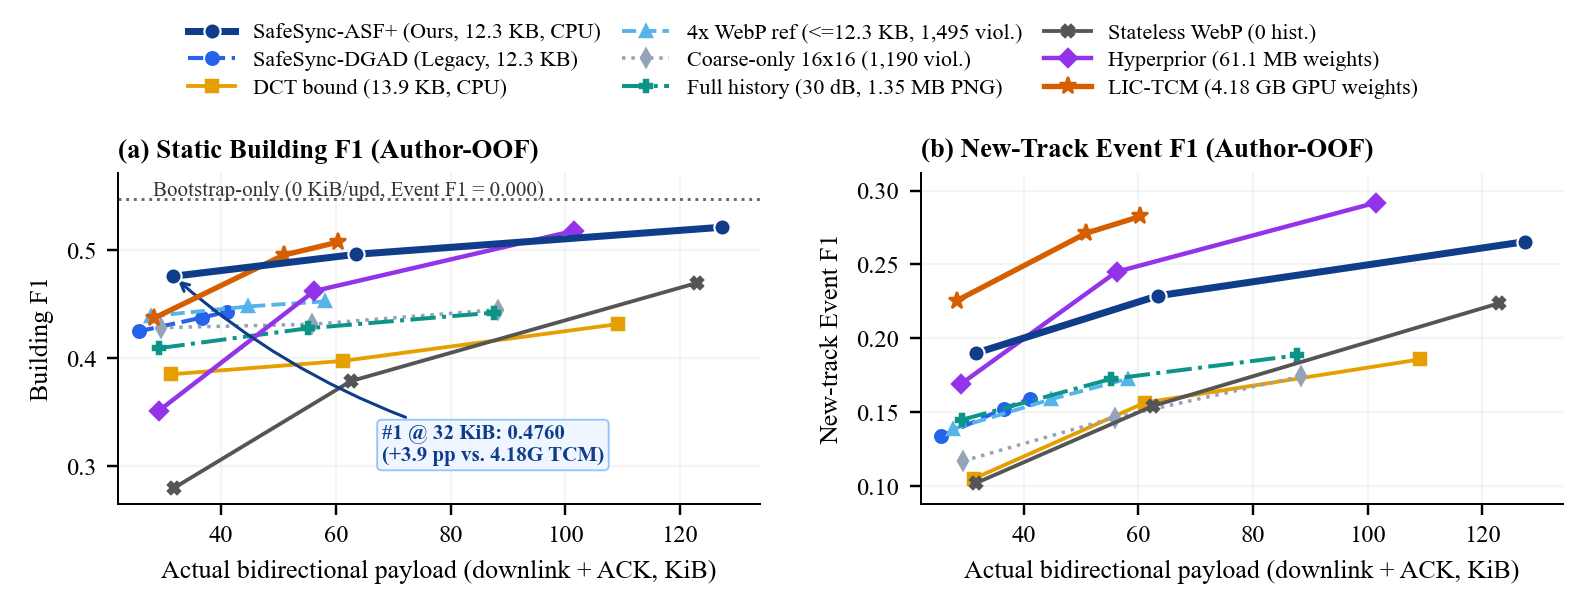 SafeSync-ASF+ (Ours, 12.3 KB, CPU)
SafeSync-DGAD (Legacy, 12.3 KB)
DCT bound (13.9 KB, CPU)
4x WebP ref (<=12.3 KB, 1,495 viol.)
Coarse-only 16x16 (1,190 viol.)
Full history (30 dB, 1.35 MB PNG)
Stateless WebP (0 hist.)
Hyperprior (61.1 MB weights)
LIC-TCM (4.18 GB GPU weights)
(a) Static Building F1 (Author-OOF)
Bootstrap-only (0 KiB/upd, Event F1 = 0.000)
Building F1
0.5
0.4
0.3
#1 @ 32 KiB: 0.4760
(+3.9 pp vs. 4.18G TCM)
40 60 80 100 120
Actual bidirectional payload (downlink + ACK, KiB)
(b) New-Track Event F1 (Author-OOF)
New-track Event F1
0.30
0.25
0.20
0.15
0.10
40 60 80 100 120
Actual bidirectional payload (downlink + ACK, KiB)